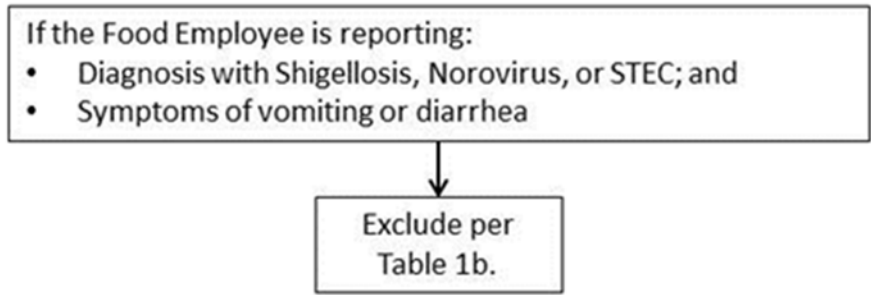 If the Food Employee is reporting:
• Diagnosis with Shigellosis, Norovirus, or STEC; and
• Symptoms of vomiting or diarrhea
Exclude per
Table 1b.